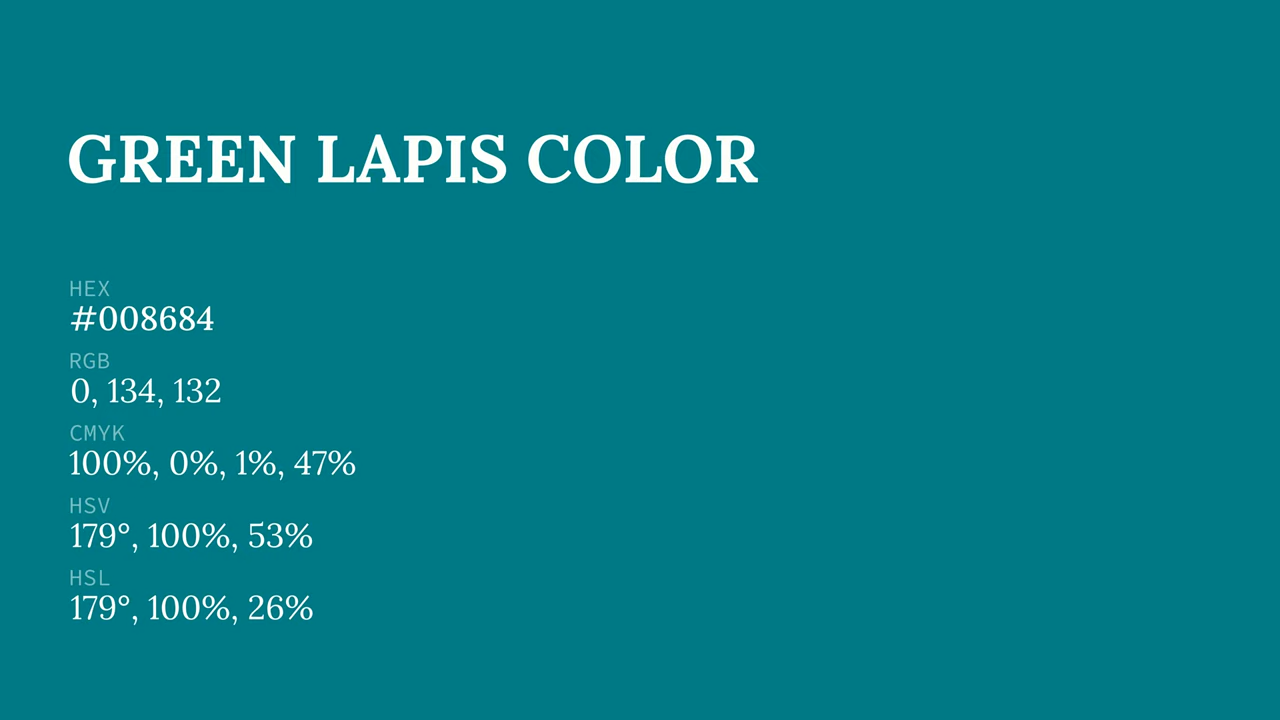 GREEN LAPIS COLOR
HEX
#008684
RGB
0, 134, 132
CMYK
100%, 0%, 1%, 47%
HSV
179°, 100%, 53%
HSL
179°, 100%, 26%